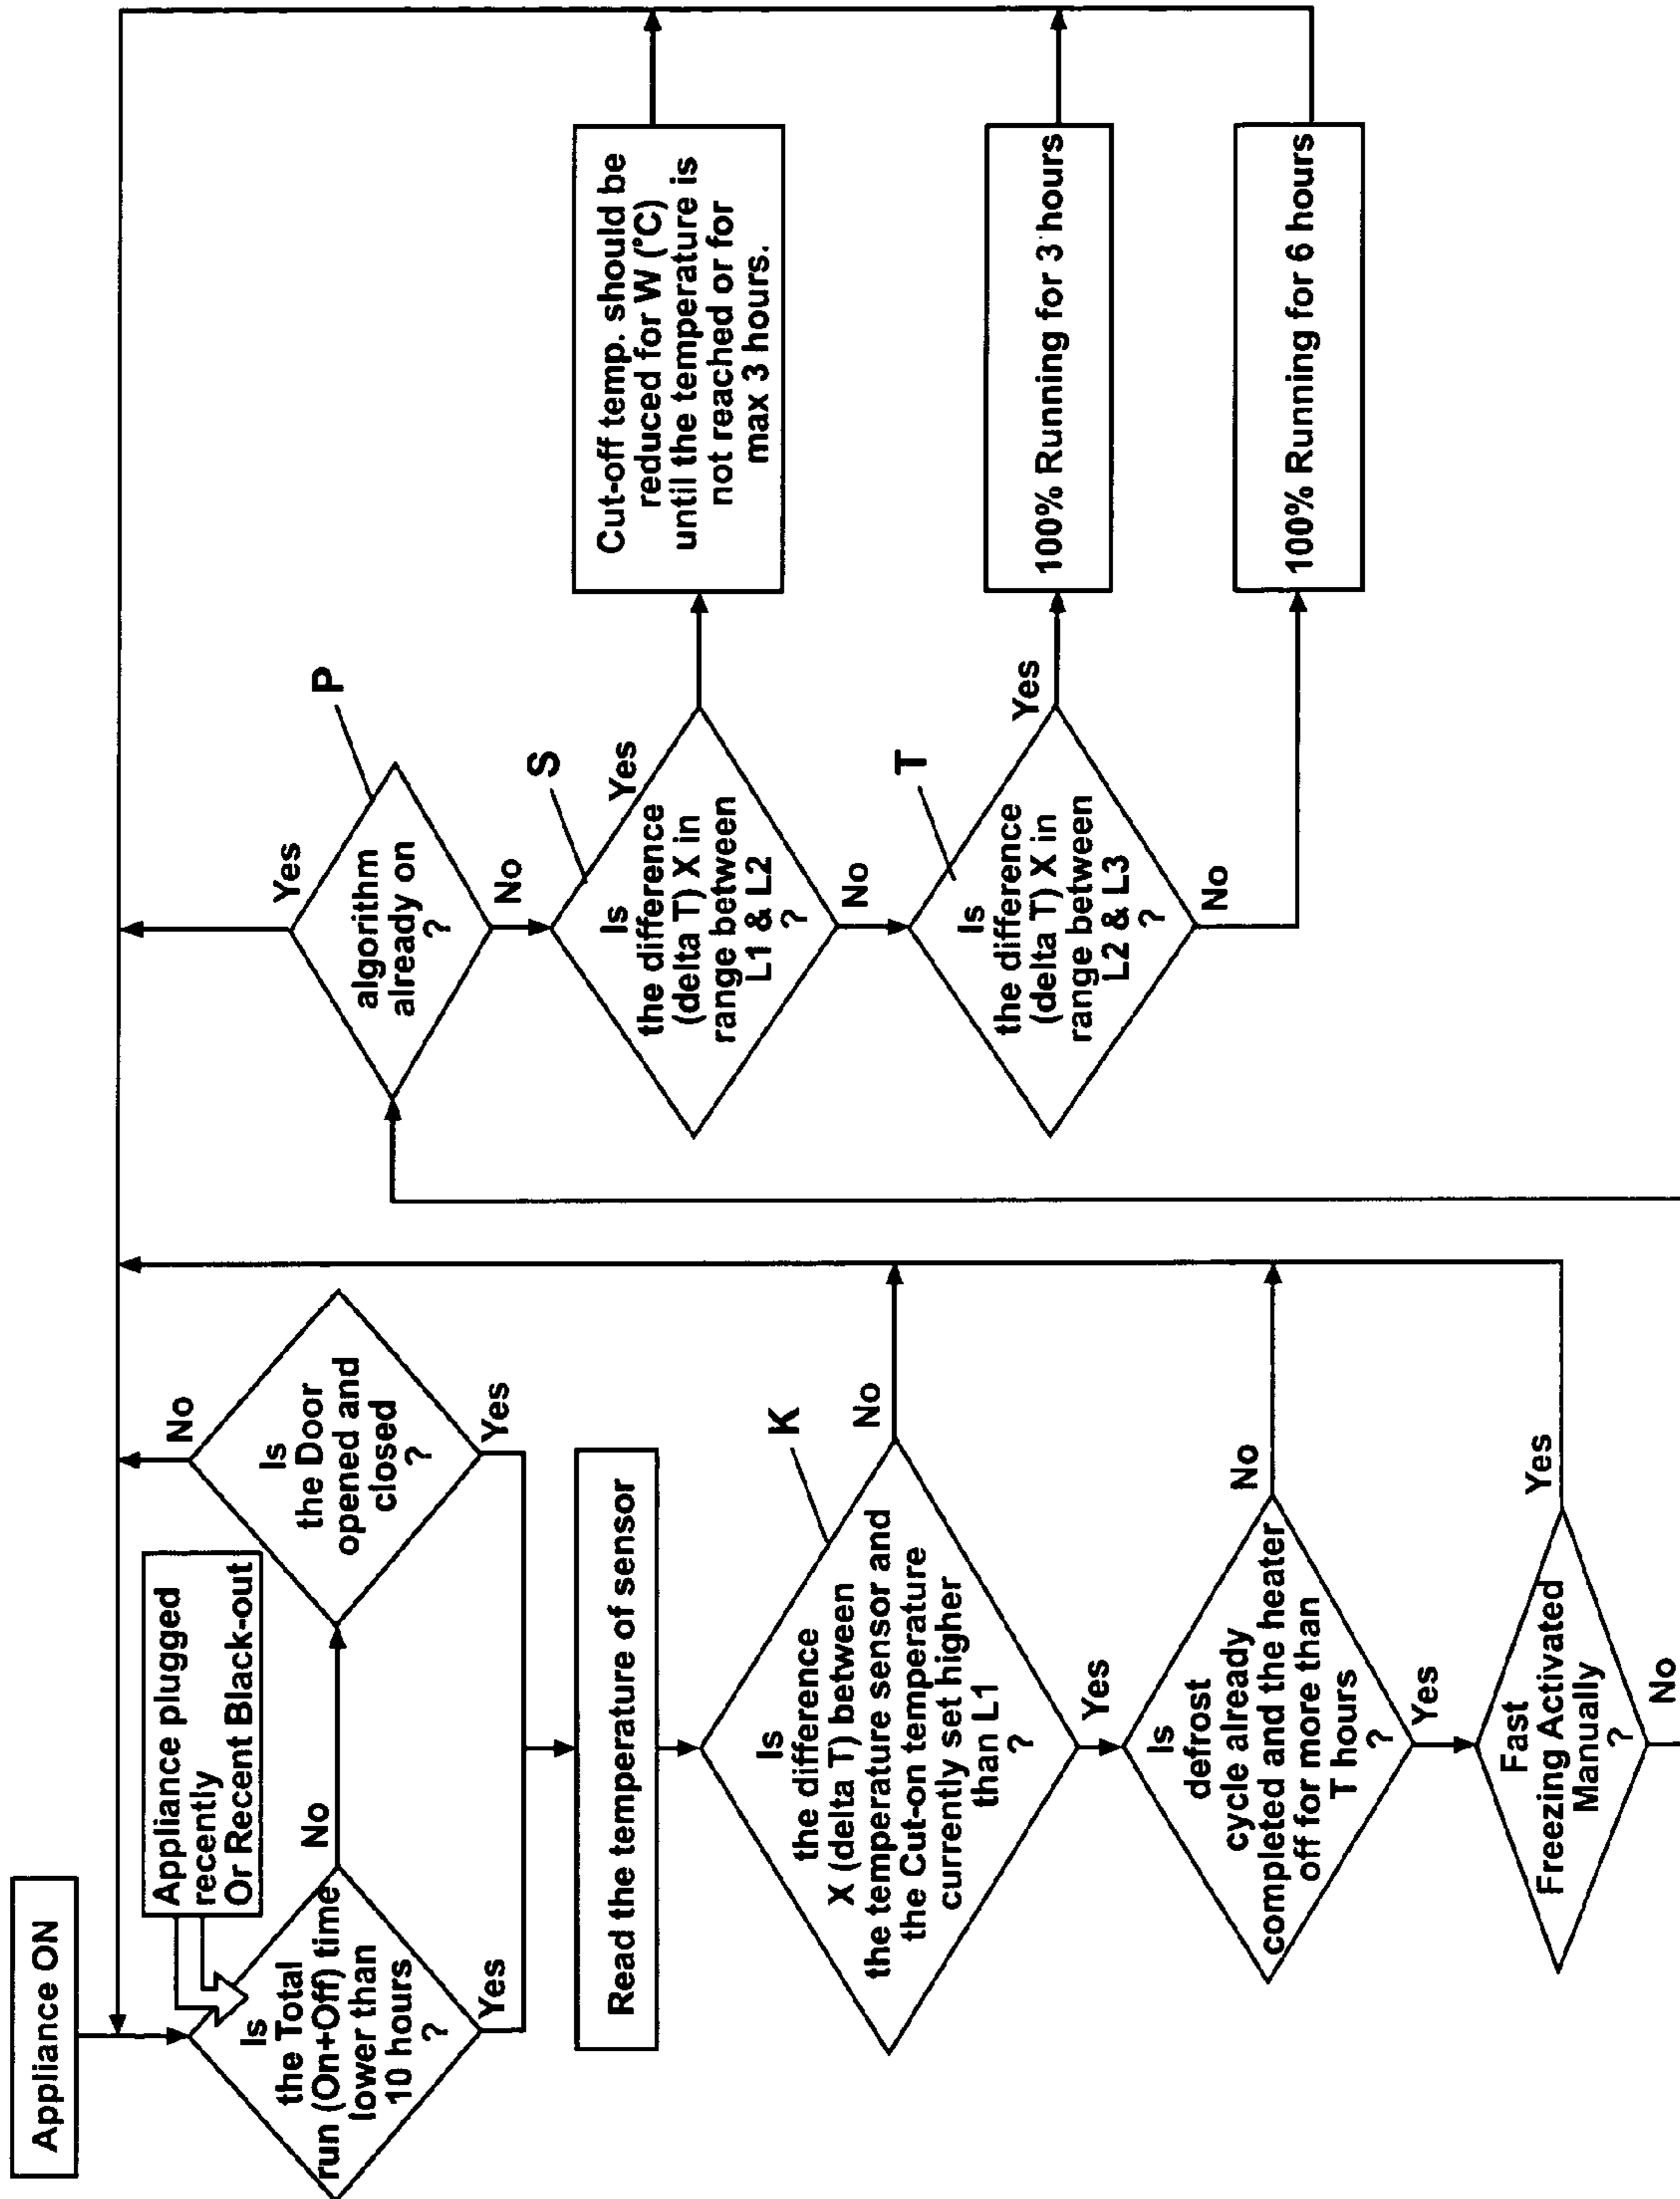 Appliance ON
Appliance plugged
recently
Or Recent Black-out
Is
the Total
run (On+Off) time
lower than
10 hours
?
No
Yes
Is
the Door
opened and
closed
?
No
Yes
Read the temperature of sensor
Is
the difference
X (delta T) between
the temperature sensor and
the Cut-on temperature
currently set higher
than L1
?
K
No
Yes
Is
defrost
cycle already
completed and the heater
off for more than
T hours
?
No
Yes
Fast
Freezing Activated
Manually
?
Yes
No
algorithm
already on
?
P
Yes
No
Is
the difference
(delta T) X in
range between
L1 & L2
?
S
Yes
No
Cut-off temp. should be
reduced for W (°C)
until the temperature is
not reached or for
max 3 hours.
Is
the difference
(delta T) X in
range between
L2 & L3
?
T
Yes
No
100% Running for 3 hours
100% Running for 6 hours